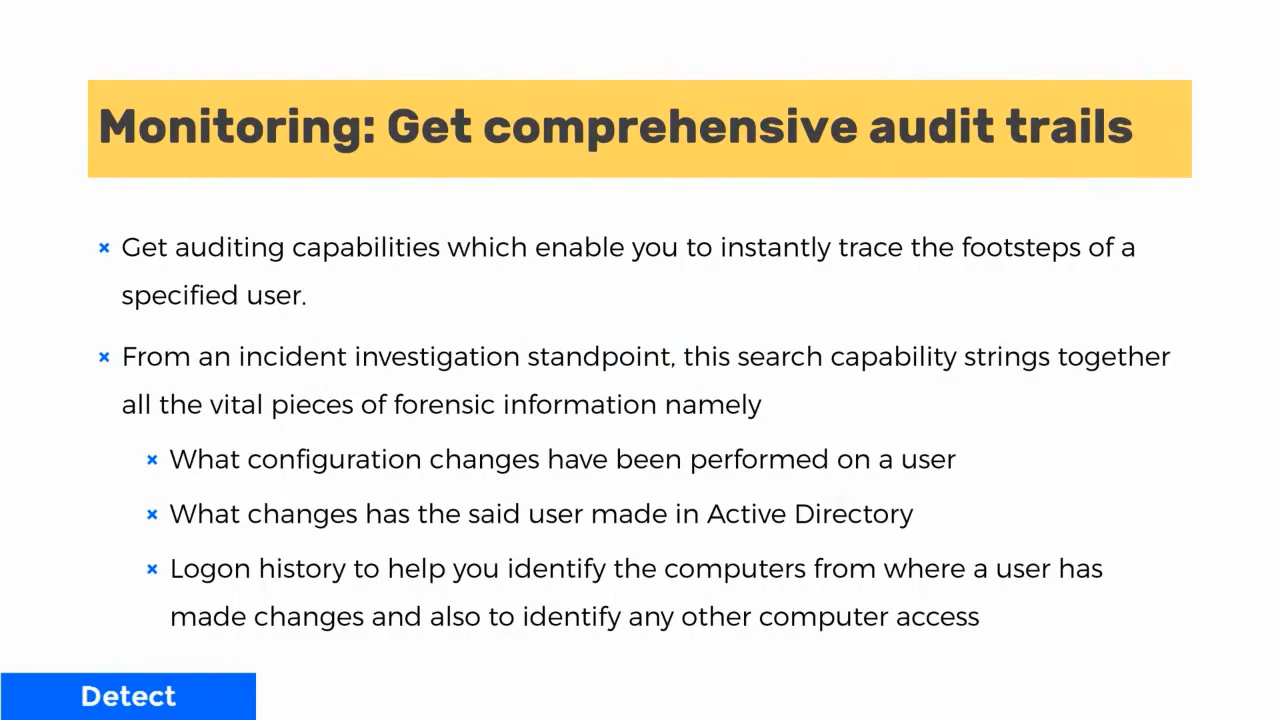 Monitoring: Get comprehensive audit trails
Get auditing capabilities which enable you to instantly trace the footsteps of a
specified user.
From an incident investigation standpoint, this search capability strings together
all the vital pieces of forensic information namely
What configuration changes have been performed on a user
What changes has the said user made in Active Directory
Logon history to help you identify the computers from where a user has
made changes and also to identify any other computer access
Detect